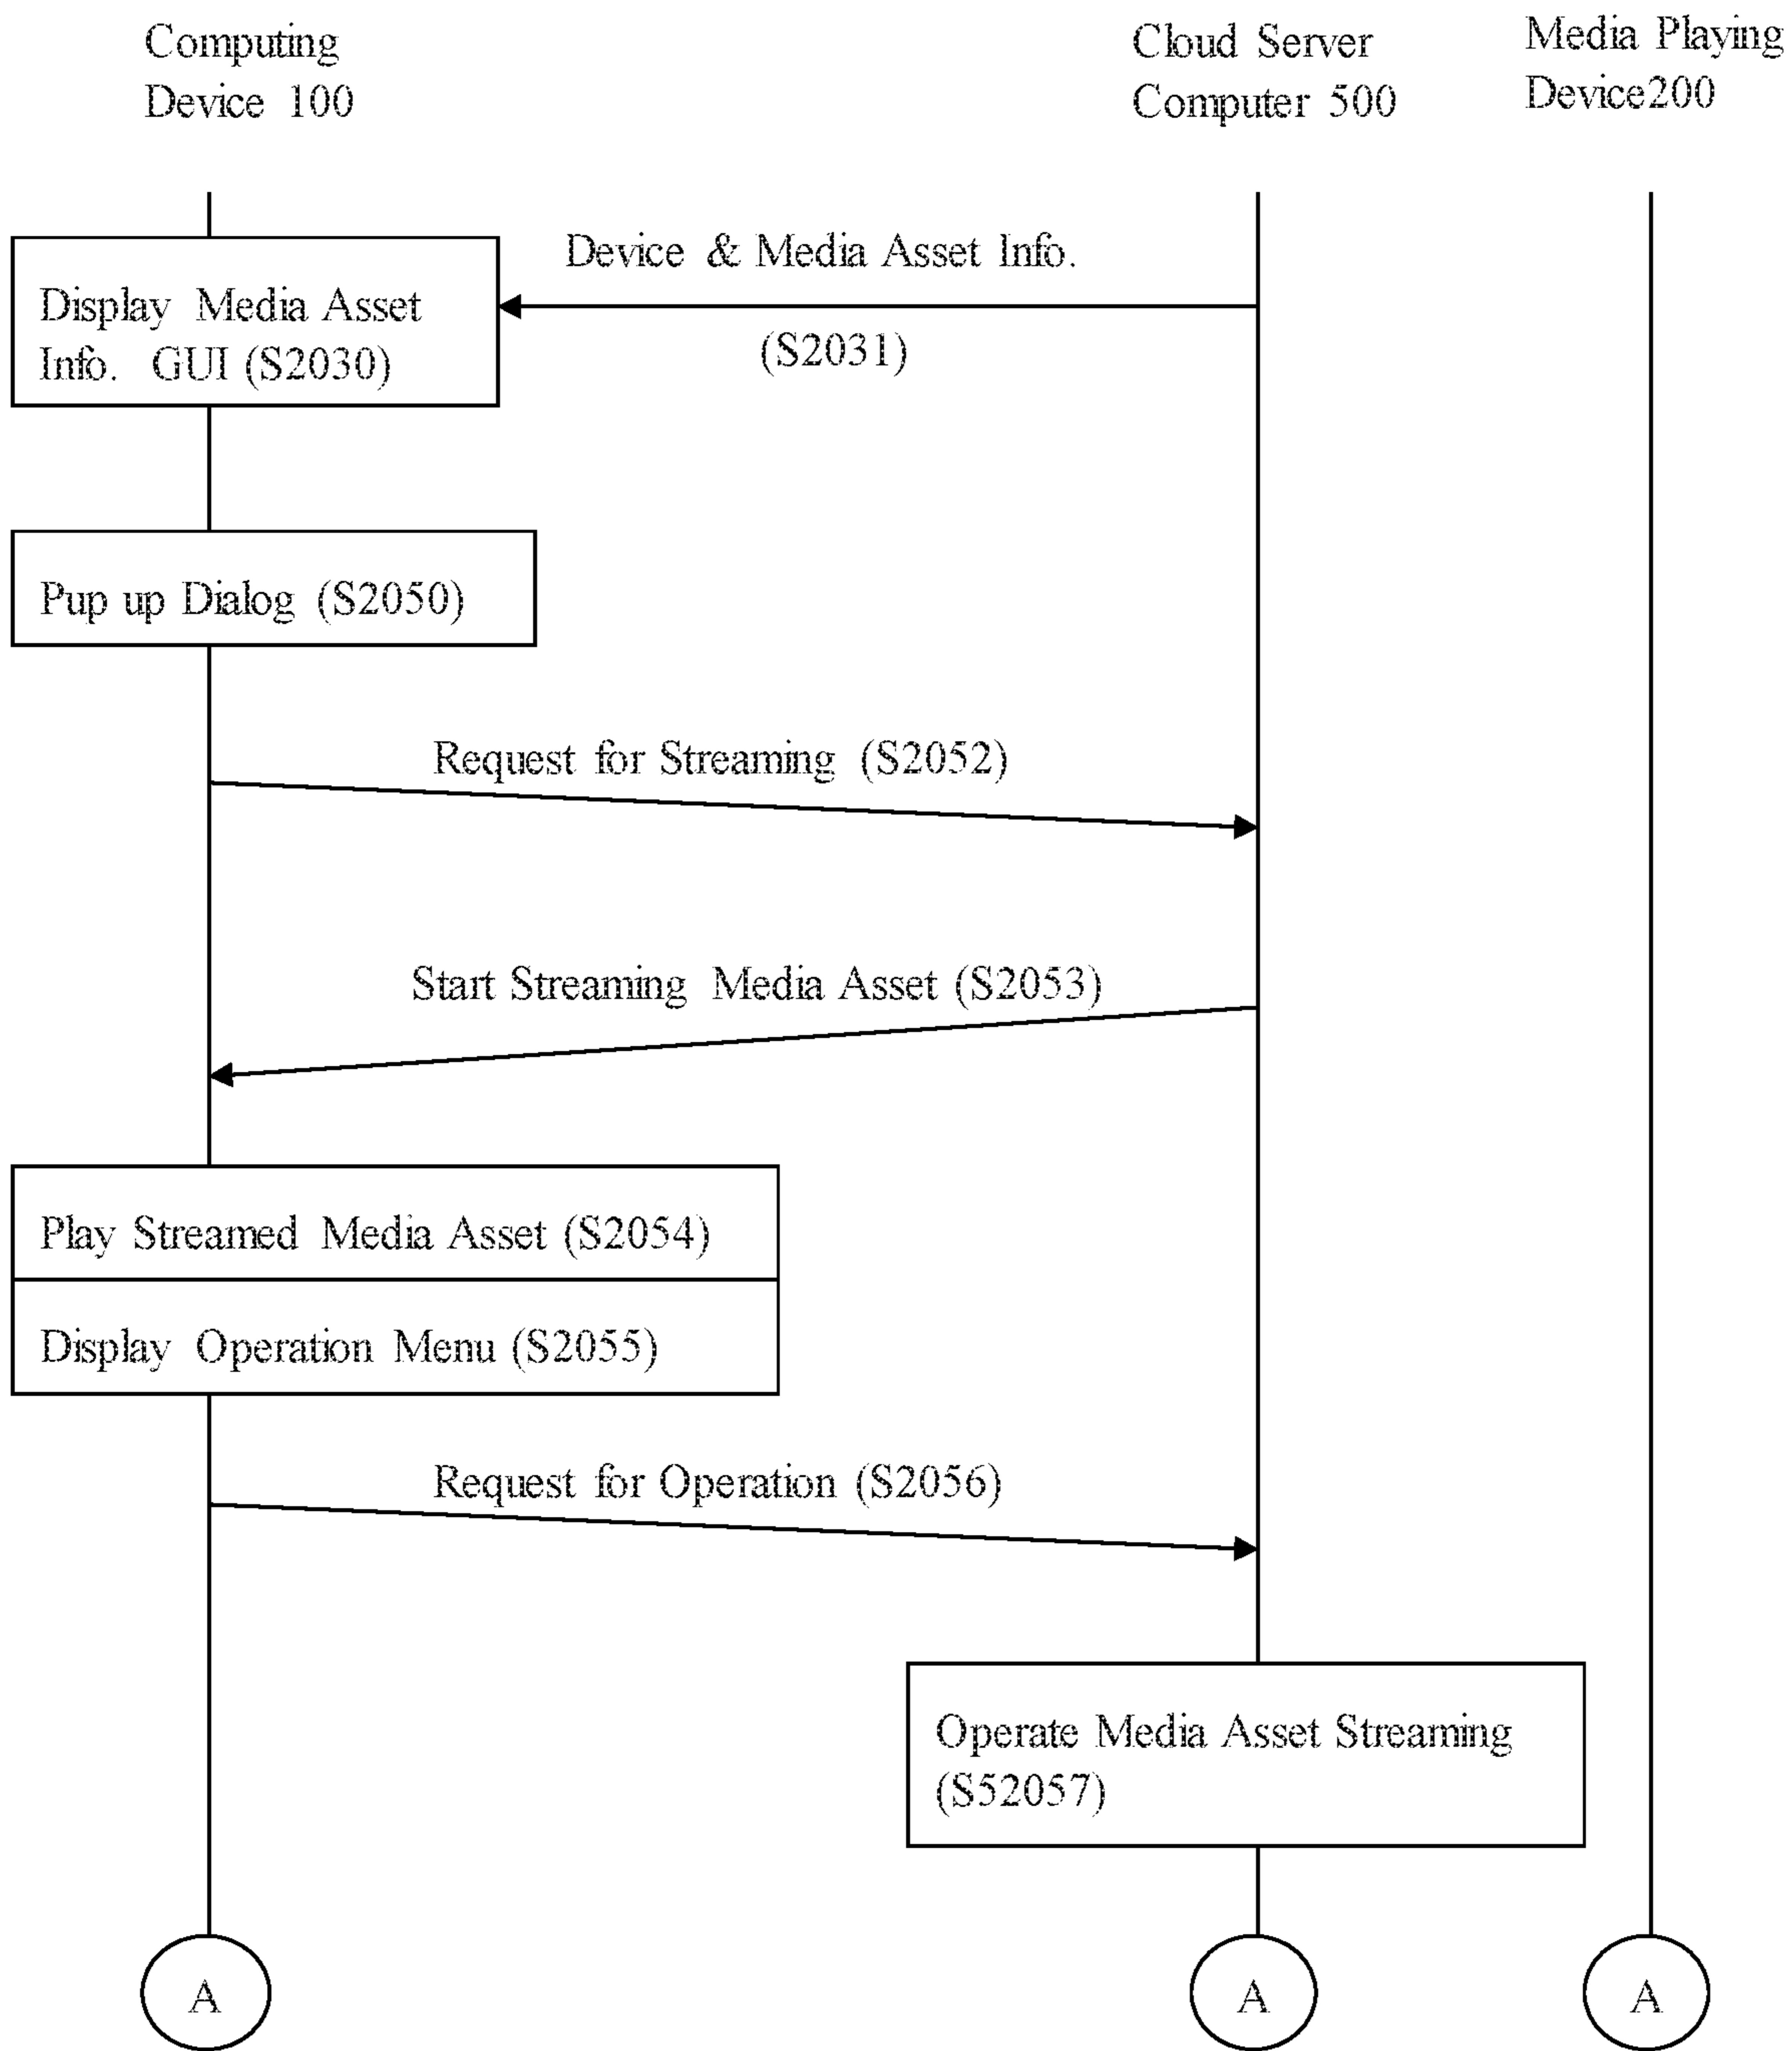 Computing
Device 100
Cloud Server
Computer 500
Media Playing
Device200
Device & Media Asset Info.
(S2031)
Display Media Asset
Info. GUI (S2030)
Pup up Dialog (S2050)
Request for Streaming (S2052)
Start Streaming Media Asset (S2053)
Play Streamed Media Asset (S2054)
Display Operation Menu (S2055)
Request for Operation (S2056)
Operate Media Asset Streaming
(S52057)
A
A
A